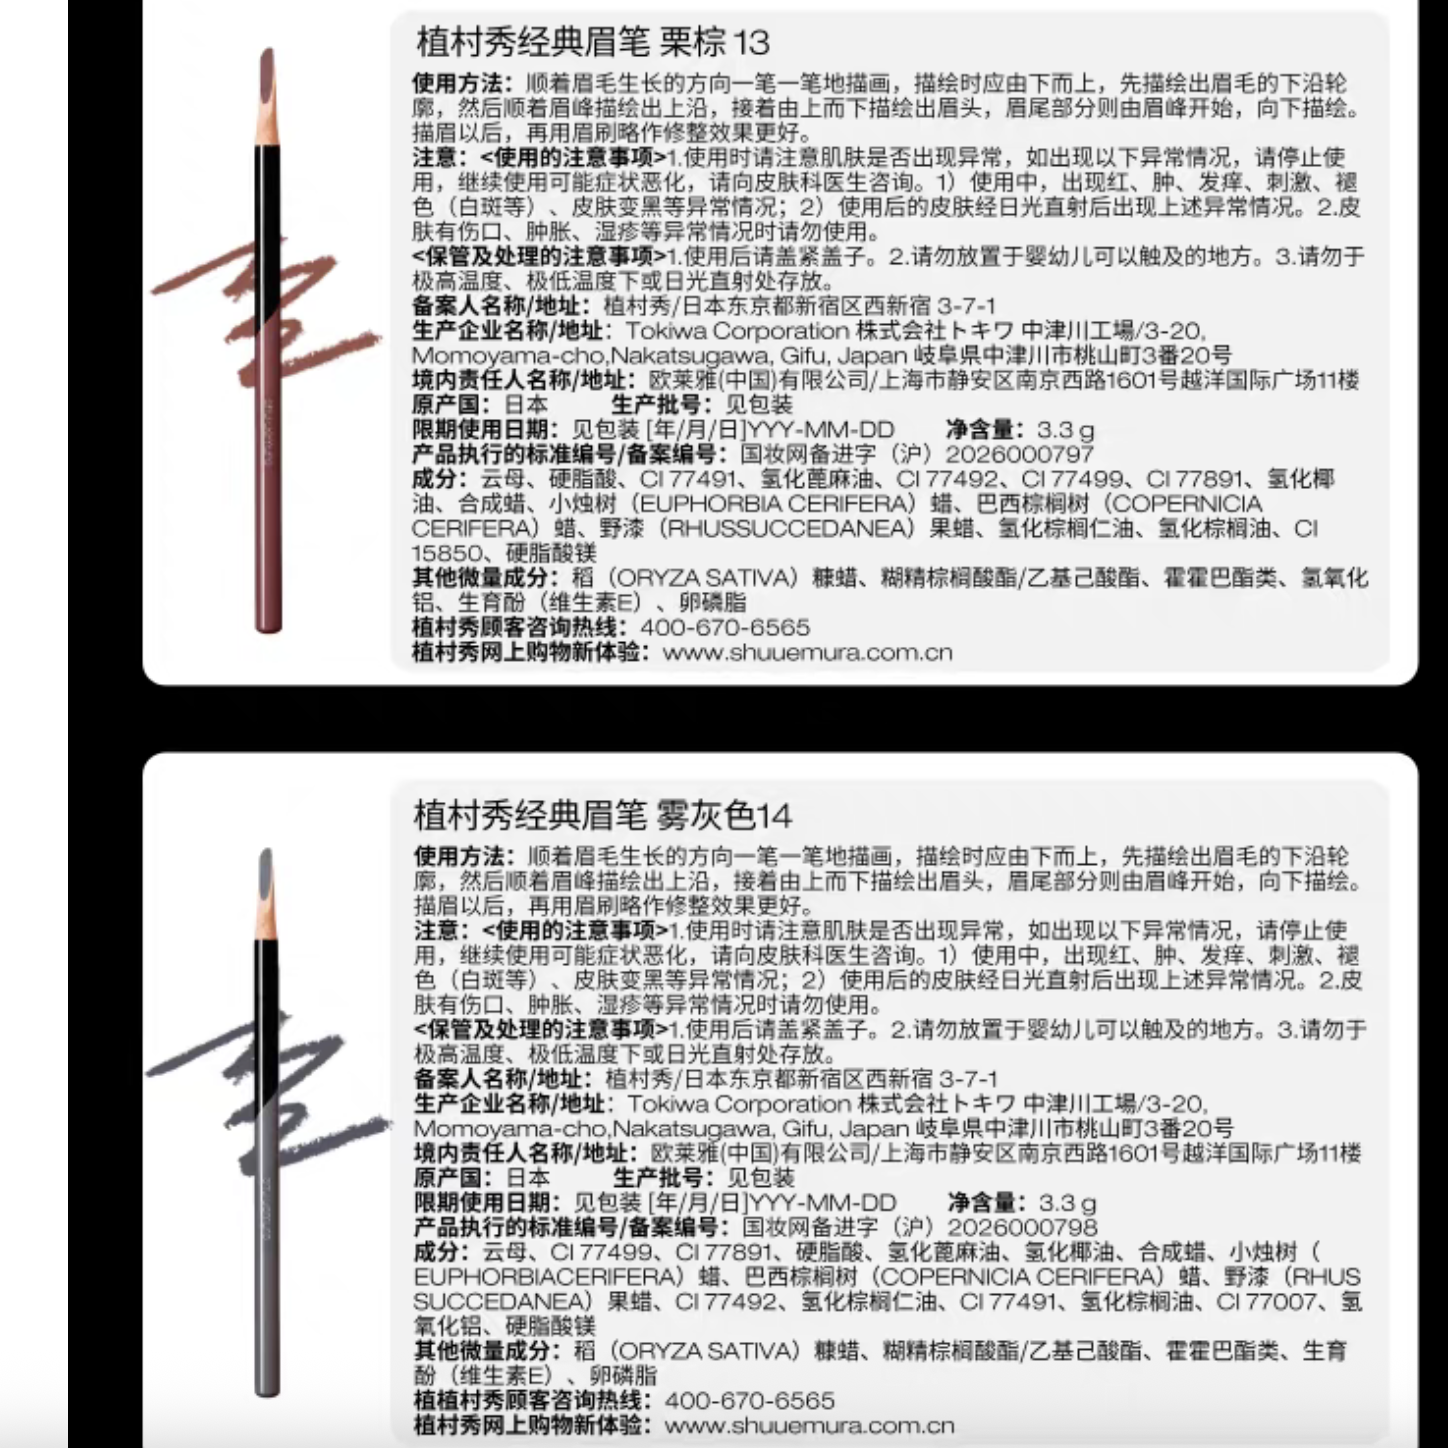 植村秀经典眉笔 栗棕 13
使用方法：顺着眉毛生长的方向一笔一笔地描画，描绘时应由下而上，先描绘出眉毛的下沿轮
廓，然后顺着眉峰描绘出上沿，接着由上而下描绘出眉头，眉尾部分则由眉峰开始，向下描绘。
描眉以后，再用眉刷略作修整效果更好。
注意：<使用的注意事项>1.使用时请注意肌肤是否出现异常，如出现以下异常情况，请停止使
用，继续使用可能症状恶化，请向皮肤科医生咨询。1）使用中，出现红、肿、发痒、刺激、褪
色（白斑等）、皮肤变黑等异常情况；2）使用后的皮肤经日光直射后出现上述异常情况。2.皮
肤有伤口、肿胀、湿疹等异常情况时请勿使用。
<保管及处理的注意事项>1.使用后请盖紧盖子。2.请勿放置于婴幼儿可以触及的地方。3.请勿于
极高温度、极低温度下或日光直射处存放。
备案人名称/地址：植村秀/日本东京都新宿区西新宿 3-7-1
生产企业名称/地址：Tokiwa Corporation 株式会社トキワ 中津川工場/3-20,
Momoyama-cho,Nakatsugawa, Gifu, Japan 岐阜県中津川市桃山町3番20号
境内责任人名称/地址：欧莱雅(中国)有限公司/上海市静安区南京西路1601号越洋国际广场11楼
原产国：日本 生产批号：见包装
限期使用日期：见包装 [年/月/日]YYY-MM-DD 净含量：3.3 g
产品执行的标准编号/备案编号：国妆网备进字（沪）2026000797
成分：云母、硬脂酸、CI 77491、氢化蓖麻油、CI 77492、CI 77499、CI 77891、氢化椰
油、合成蜡、小烛树（EUPHORBIA CERIFERA）蜡、巴西棕榈树（COPERNICIA
CERIFERA）蜡、野漆（RHUSSUCCEDANEA）果蜡、氢化棕榈仁油、氢化棕榈油、CI
15850、硬脂酸镁
其他微量成分：稻（ORYZA SATIVA）糠蜡、糊精棕榈酸酯/乙基己酸酯、霍霍巴酯类、氢氧化
铝、生育酚（维生素E）、卵磷脂
植村秀顾客咨询热线：400-670-6565
植村秀网上购物新体验：www.shuuemura.com.cn
植村秀经典眉笔 雾灰色14
使用方法：顺着眉毛生长的方向一笔一笔地描画，描绘时应由下而上，先描绘出眉毛的下沿轮
廓，然后顺着眉峰描绘出上沿，接着由上而下描绘出眉头，眉尾部分则由眉峰开始，向下描绘。
描眉以后，再用眉刷略作修整效果更好。
注意：<使用的注意事项>1.使用时请注意肌肤是否出现异常，如出现以下异常情况，请停止使
用，继续使用可能症状恶化，请向皮肤科医生咨询。1）使用中，出现红、肿、发痒、刺激、褪
色（白斑等）、皮肤变黑等异常情况；2）使用后的皮肤经日光直射后出现上述异常情况。2.皮
肤有伤口、肿胀、湿疹等异常情况时请勿使用。
<保管及处理的注意事项>1.使用后请盖紧盖子。2.请勿放置于婴幼儿可以触及的地方。3.请勿于
极高温度、极低温度下或日光直射处存放。
备案人名称/地址：植村秀/日本东京都新宿区西新宿 3-7-1
生产企业名称/地址：Tokiwa Corporation 株式会社トキワ 中津川工場/3-20,
Momoyama-cho,Nakatsugawa, Gifu, Japan 岐阜県中津川市桃山町3番20号
境内责任人名称/地址：欧莱雅(中国)有限公司/上海市静安区南京西路1601号越洋国际广场11楼
原产国：日本 生产批号：见包装
限期使用日期：见包装 [年/月/日]YYY-MM-DD 净含量：3.3 g
产品执行的标准编号/备案编号：国妆网备进字（沪）2026000798
成分：云母、CI 77499、CI 77891、硬脂酸、氢化蓖麻油、氢化椰油、合成蜡、小烛树（
EUPHORBIACERIFERA）蜡、巴西棕榈树（COPERNICIA CERIFERA）蜡、野漆（RHUS
SUCCEDANEA）果蜡、CI 77492、氢化棕榈仁油、CI 77491、氢化棕榈油、CI 77007、氢
氧化铝、硬脂酸镁
其他微量成分：稻（ORYZA SATIVA）糠蜡、糊精棕榈酸酯/乙基己酸酯、霍霍巴酯类、生育
酚（维生素E）、卵磷脂
植植村秀顾客咨询热线：400-670-6565
植村秀网上购物新体验：www.shuuemura.com.cn